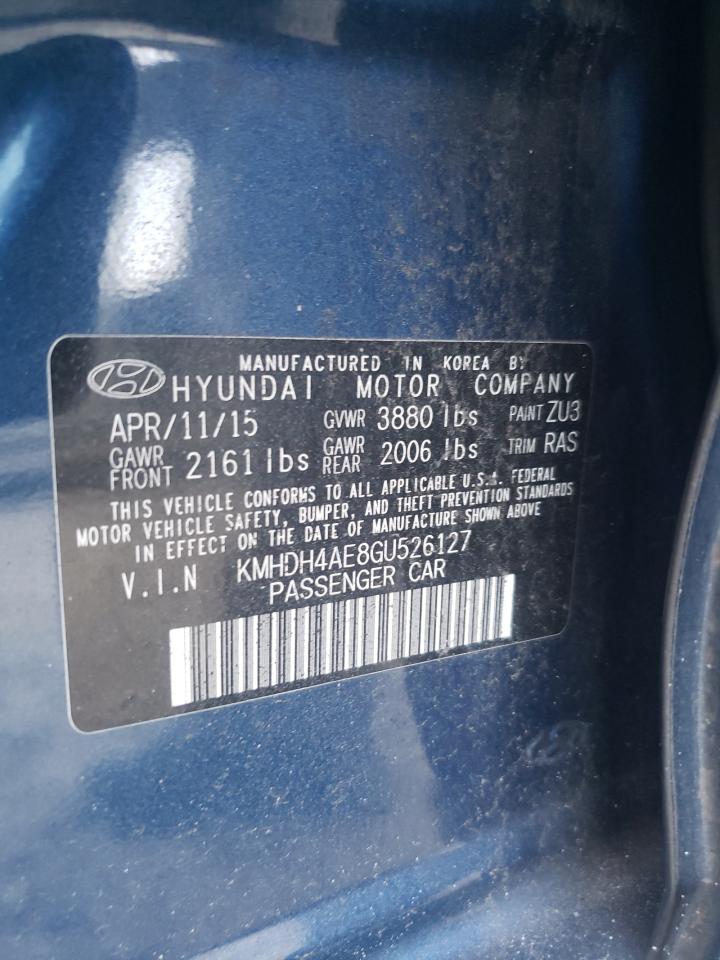 MANUFACTURED IN KOREA BY
HYUNDAI MOTOR COMPANY
APR/11/15 GVWR 3880 lbs PAINT ZU3
GAWR FRONT 2161 lbs GAWR REAR 2006 lbs TRIM RAS
THIS VEHICLE CONFORMS TO ALL APPLICABLE U.S.A. FEDERAL
MOTOR VEHICLE SAFETY, BUMPER, AND THEFT PREVENTION STANDARDS
IN EFFECT ON THE DATE OF MANUFACTURE SHOWN ABOVE
V.I.N KMHDH4AE8GU526127
PASSENGER CAR